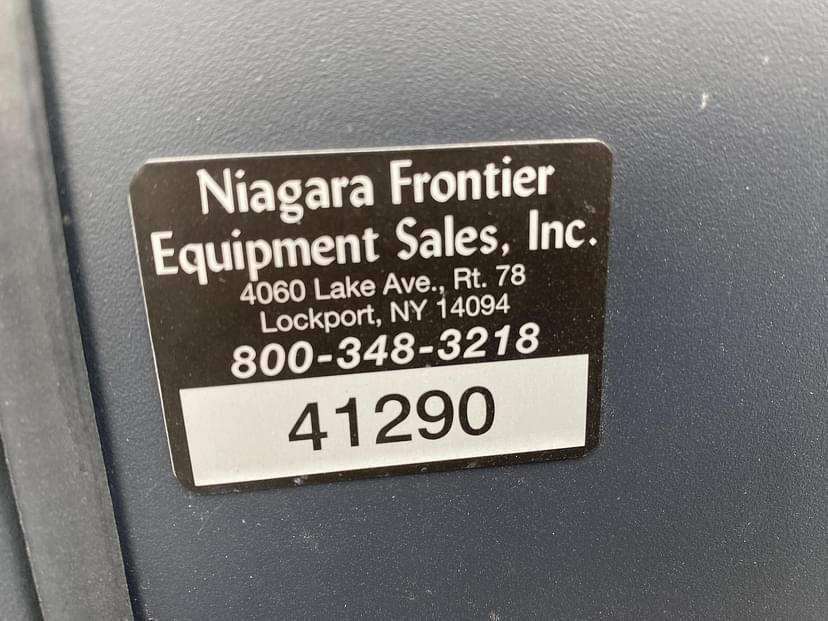 Niagara Frontier
Equipment Sales, Inc.
4060 Lake Ave., Rt. 78
Lockport, NY 14094
800-348-3218
41290